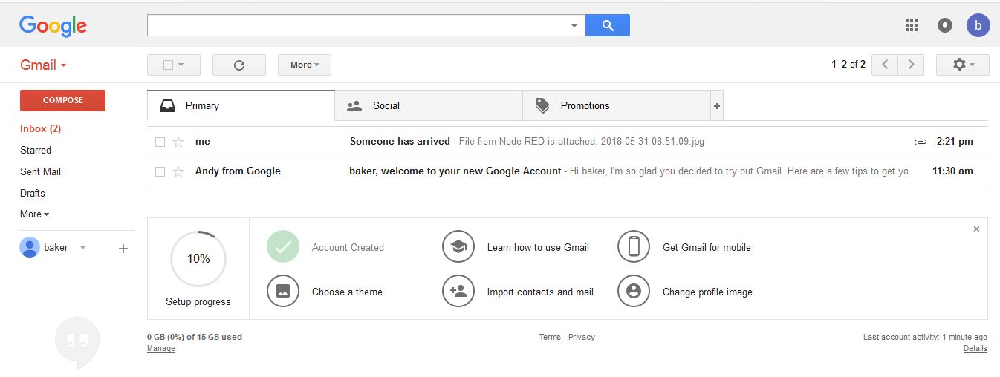 Google
b
Gmail
More
1–2 of 2
COMPOSE
Primary
Social
Promotions
+
Inbox (2)
Starred
Sent Mail
Drafts
More
me Someone has arrived - File from Node-RED is attached: 2018-05-31 08:51:09.jpg 2:21 pm
Andy from Google baker, welcome to your new Google Account - Hi baker, I'm so glad you decided to try out Gmail. Here are a few tips to get yo 11:30 am
baker +
10%
Setup progress
Account Created
Learn how to use Gmail
Get Gmail for mobile
Choose a theme
Import contacts and mail
Change profile image
0 GB (0%) of 15 GB used
Manage
Terms - Privacy
Last account activity: 1 minute ago
Details